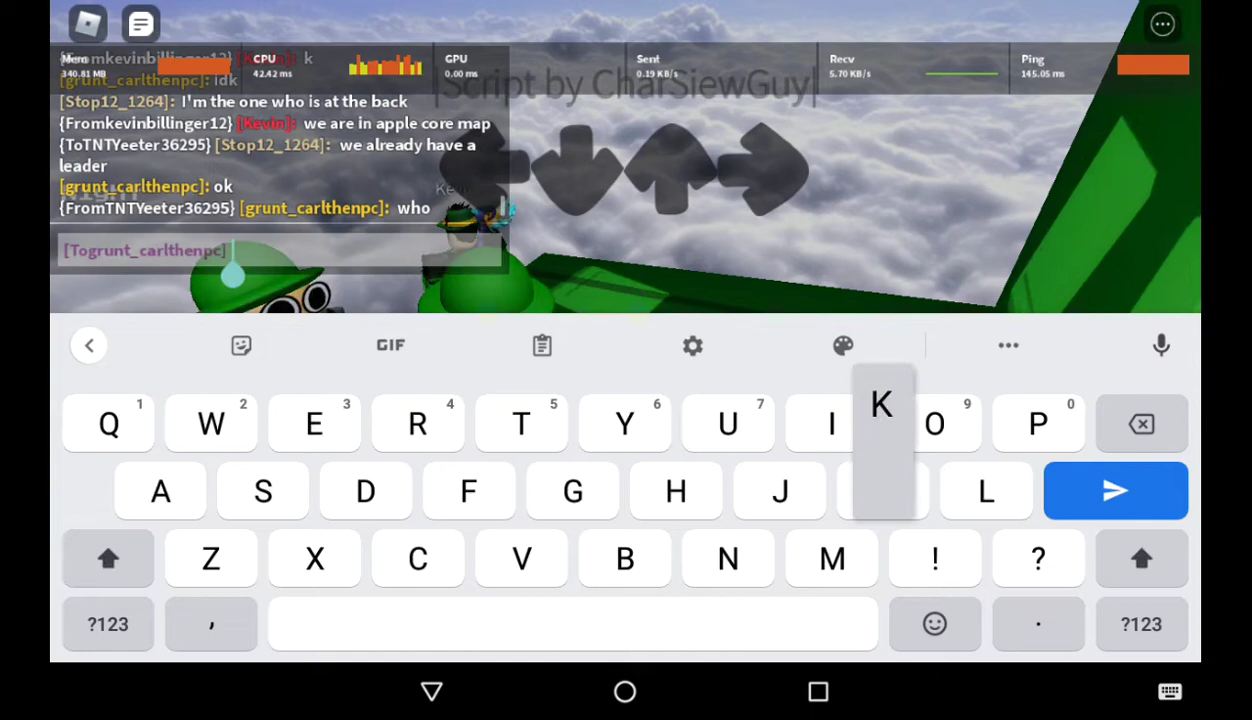 Mem
340.81 MB
CPU
42.42 ms
GPU
0.00 ms
Sent
0.19 KB/s
Recv
5.70 KB/s
Ping
145.05 ms
{Fromkevinbillinger12} [Kevin]: k
[grunt_carlthenpc]: idk
|Script by CharSiewGuy|
[Stop12_1264]: I'm the one who is at the back
{Fromkevinbillinger12} [Kevin]: we are in apple core map
{ToTNTYeeter36295} [Stop12_1264]: we already have a
leader
[grunt_carlthenpc]: ok
{FromTNTYeeter36295} [grunt_carlthenpc]: who
[Togrunt_carlthenpc]
GIF
K
Q 1 W 2 E 3 R 4 T 5 Y 6 U 7 I O 9 P 0
A S D F G H J L
Z X C V B N M ! ?
?123 , . ?123